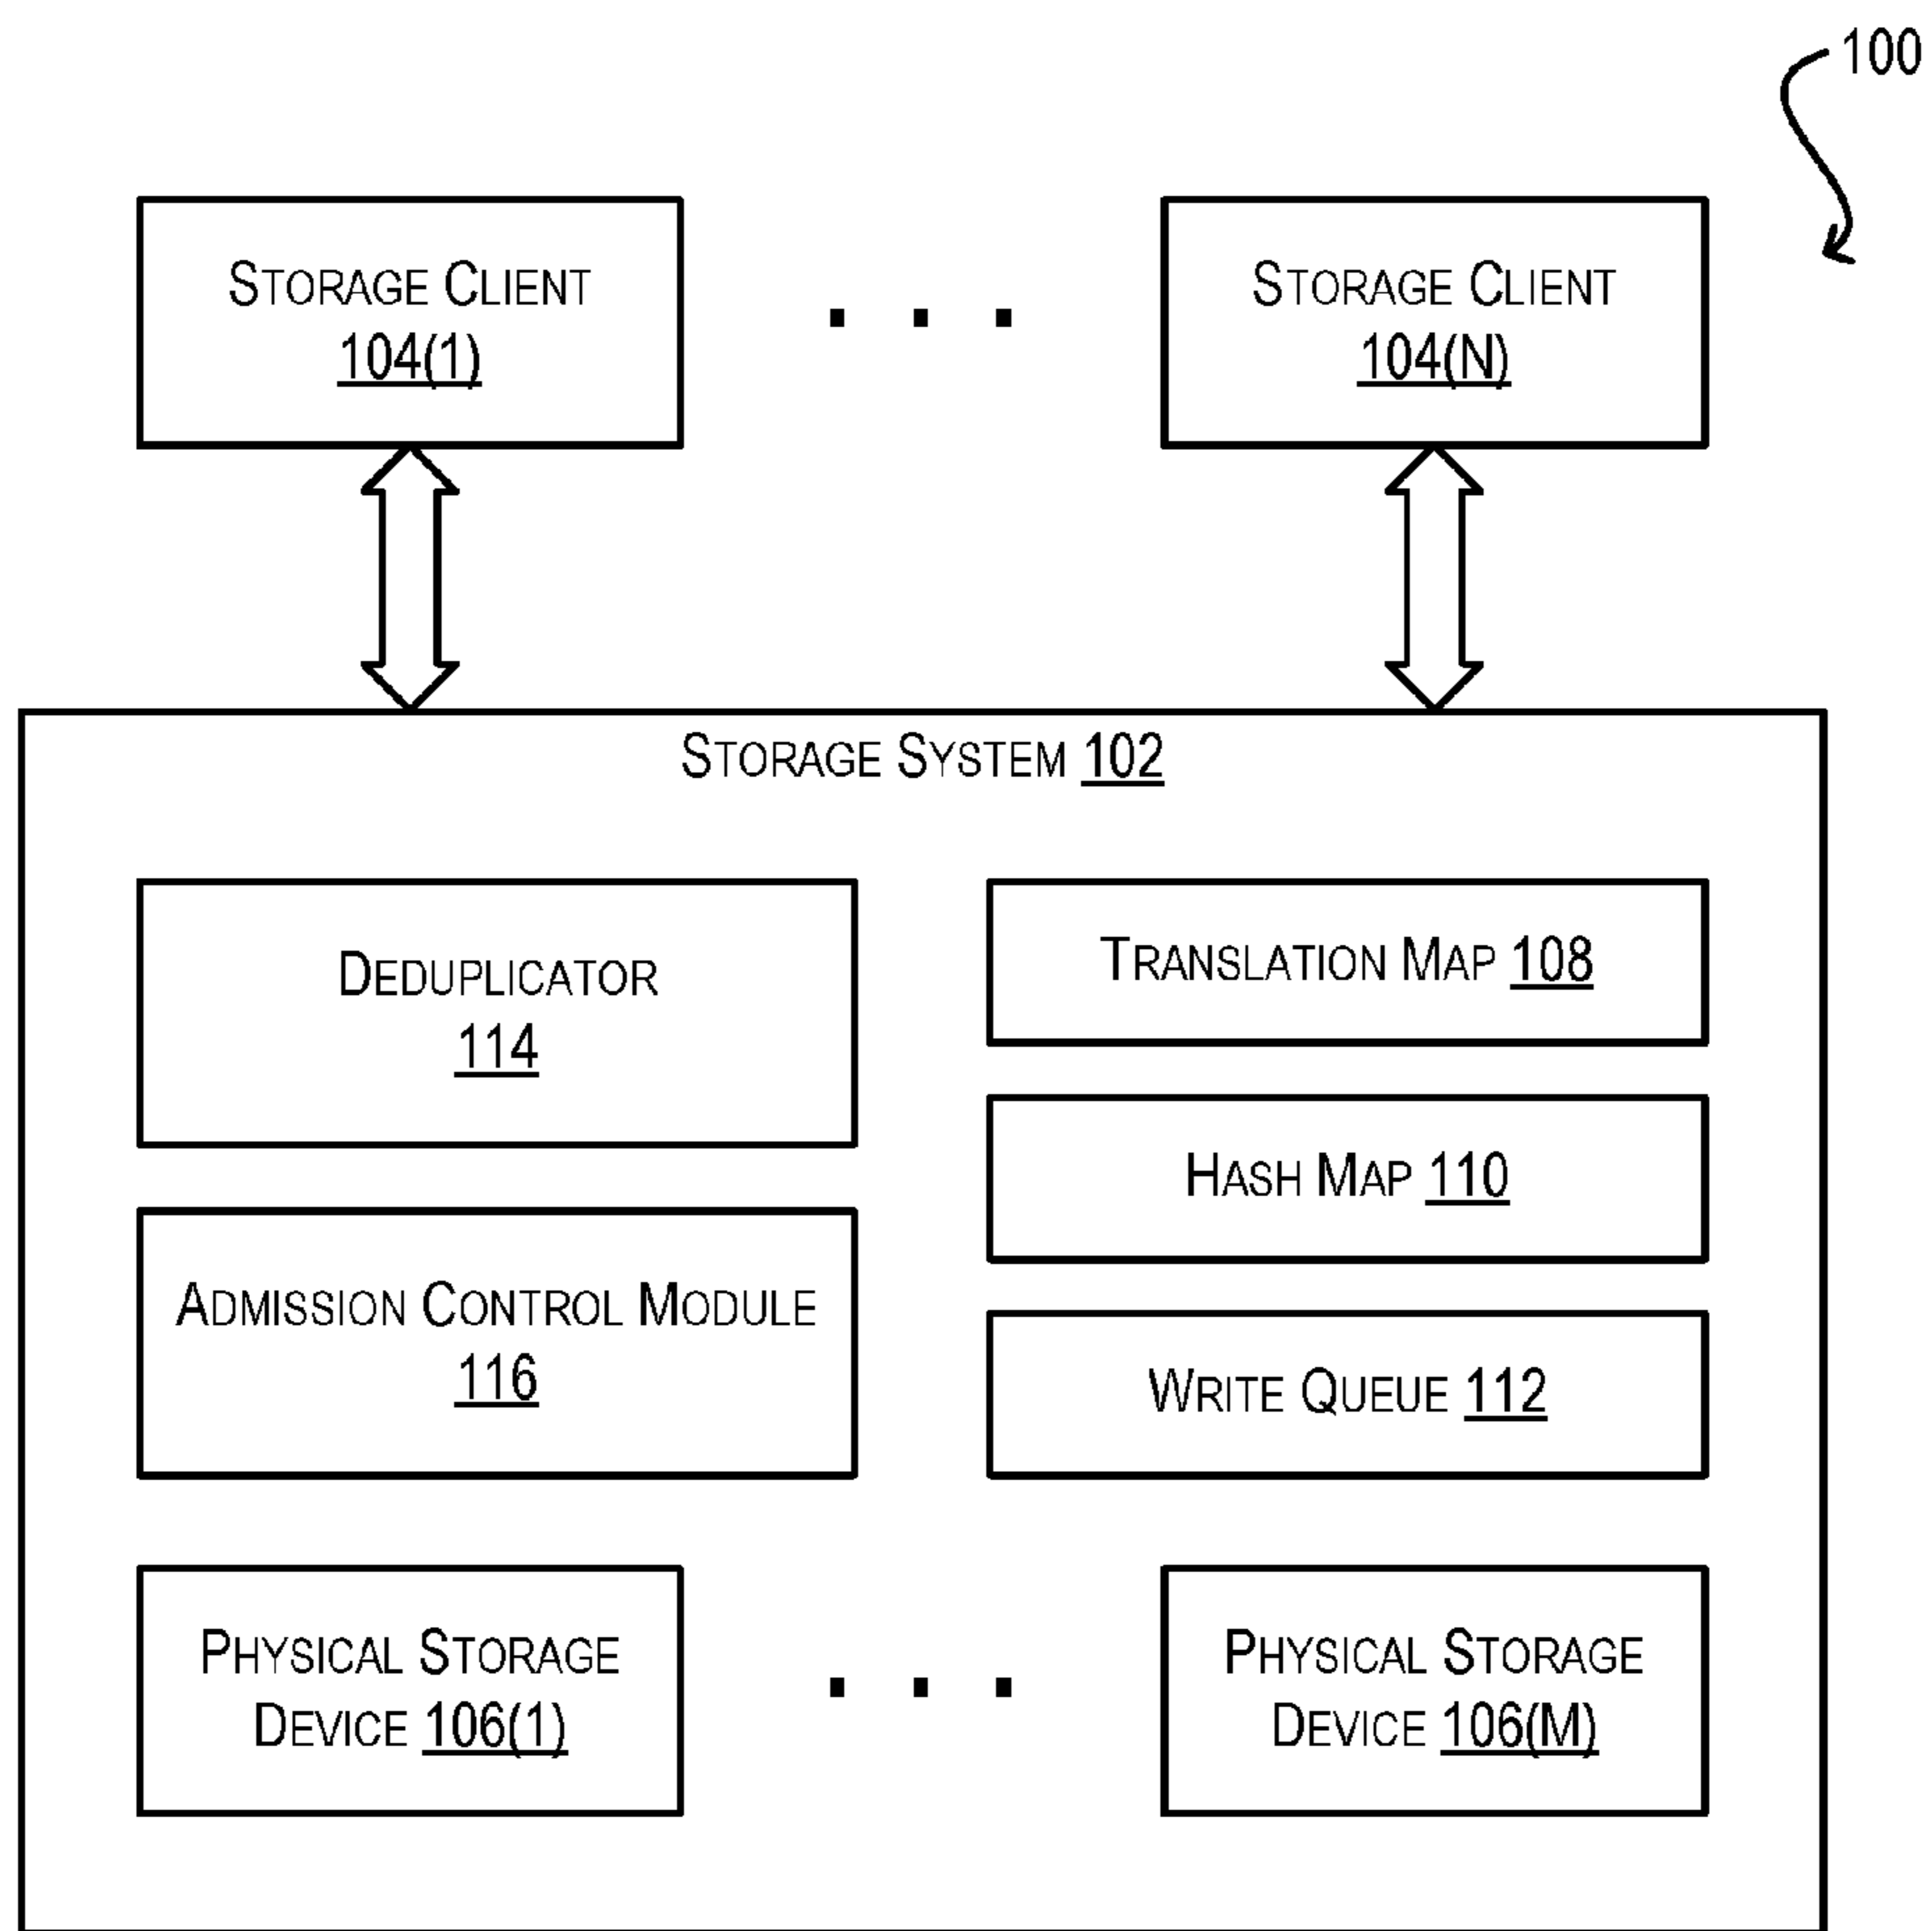 100
STORAGE CLIENT
104(1)
. . .
STORAGE CLIENT
104(N)
STORAGE SYSTEM 102
DEDUPLICATOR
114
TRANSLATION MAP 108
HASH MAP 110
ADMISSION CONTROL MODULE
116
WRITE QUEUE 112
PHYSICAL STORAGE
DEVICE 106(1)
. . .
PHYSICAL STORAGE
DEVICE 106(M)